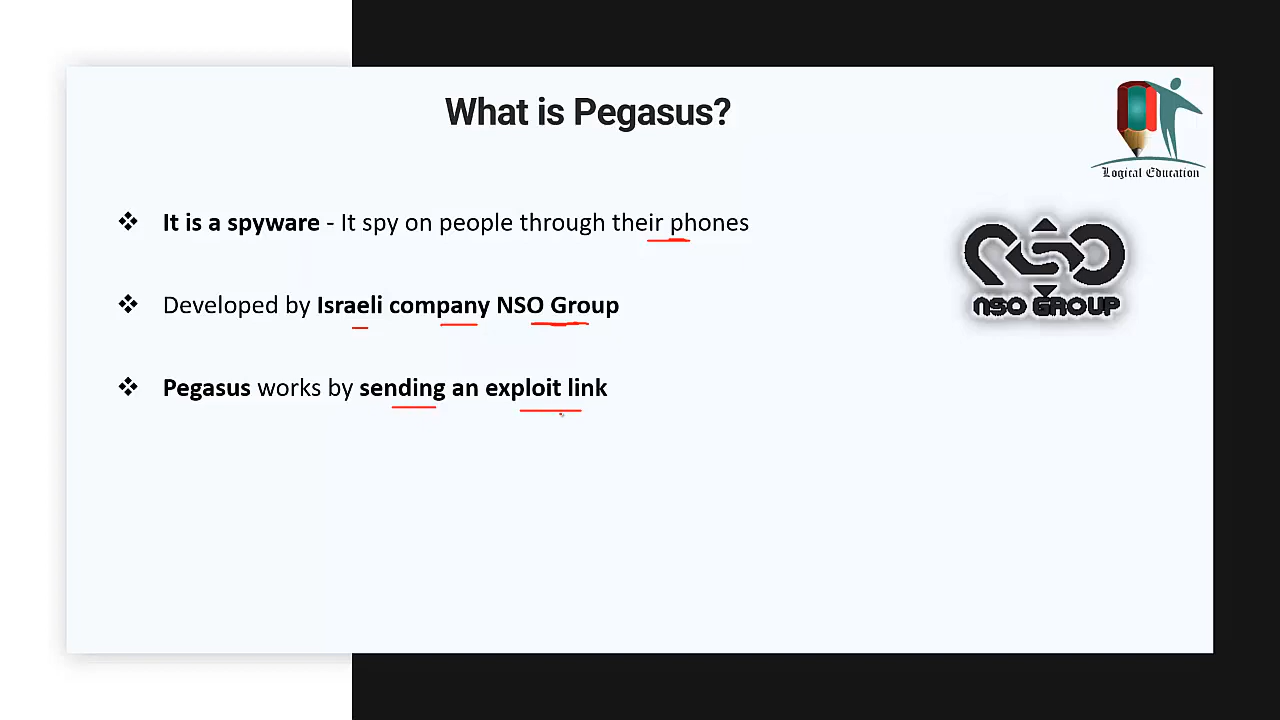 What is Pegasus?
Logical Education
❖ It is a spyware - It spy on people through their phones
NSO GROUP
❖ Developed by Israeli company NSO Group
❖ Pegasus works by sending an exploit link